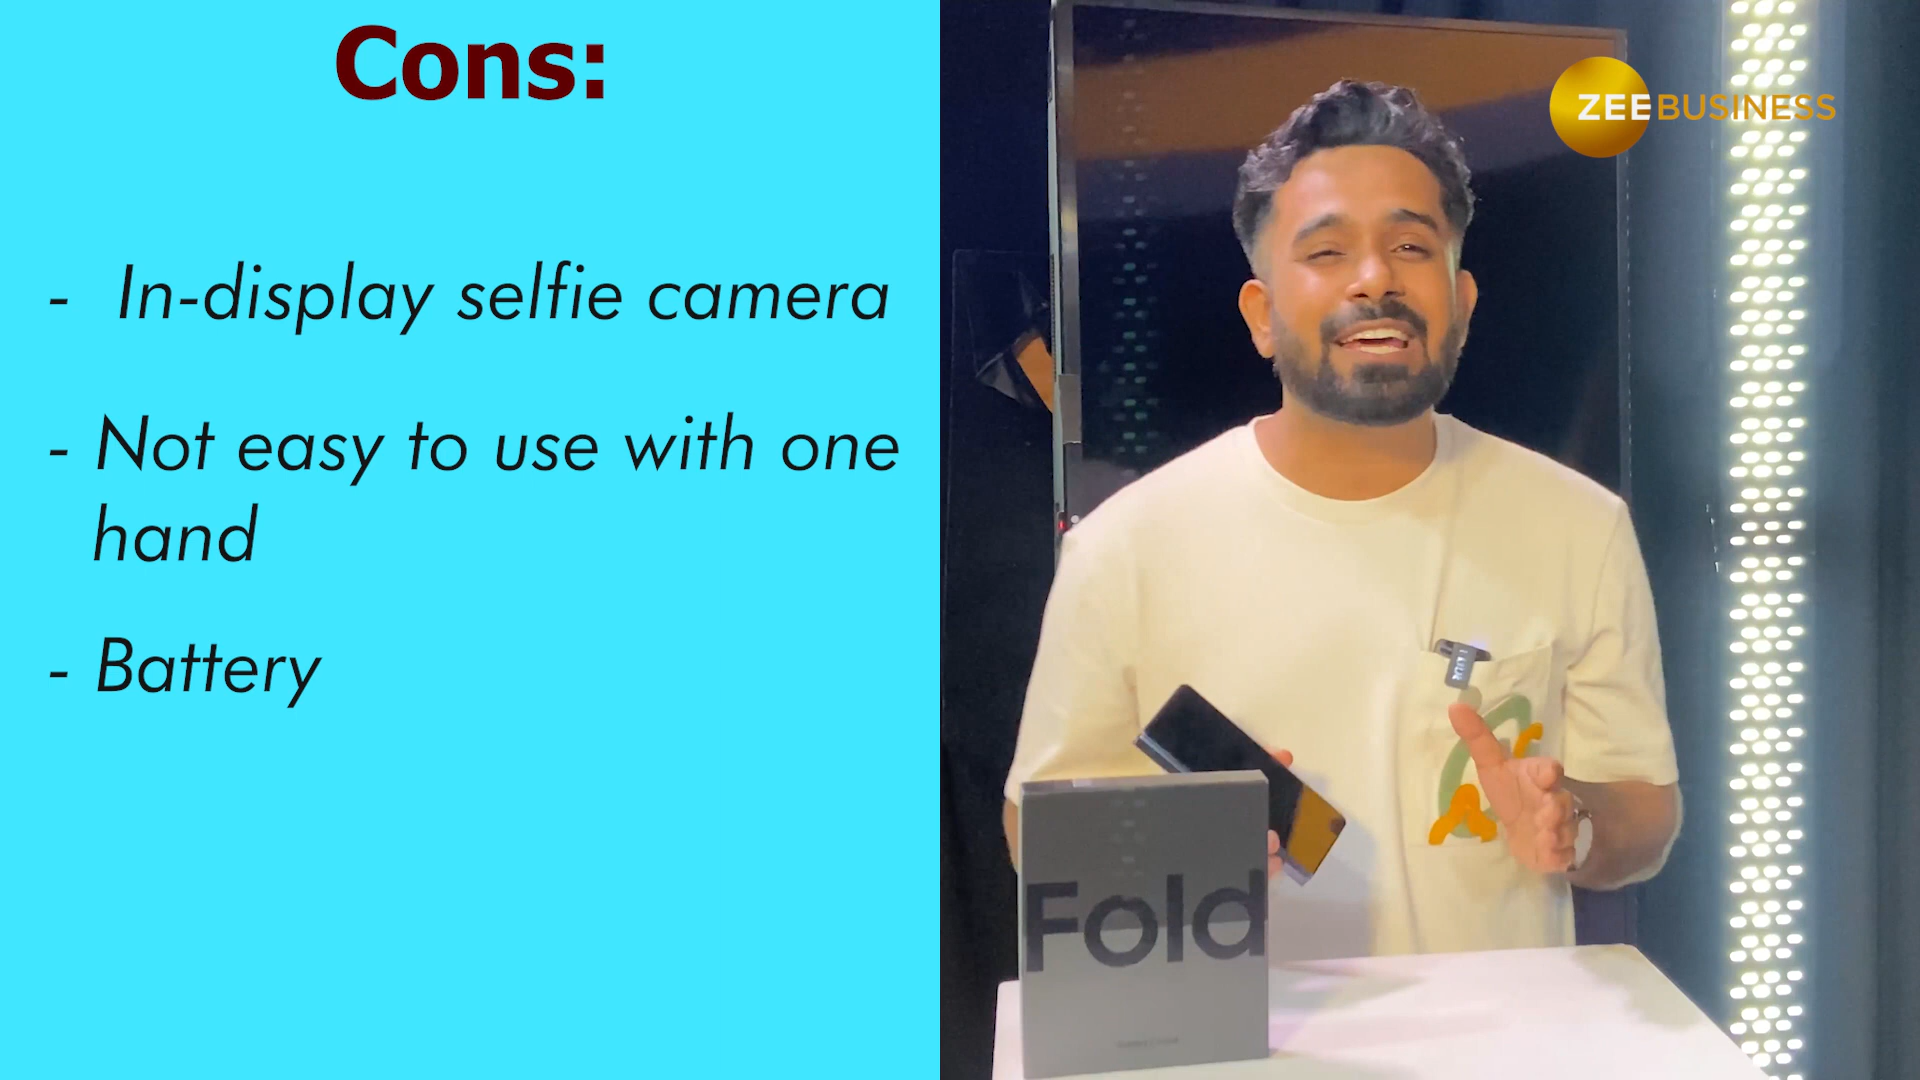 Cons:
- In-display selfie camera
- Not easy to use with one
hand
- Battery
ZEEBUSINESS
Fold